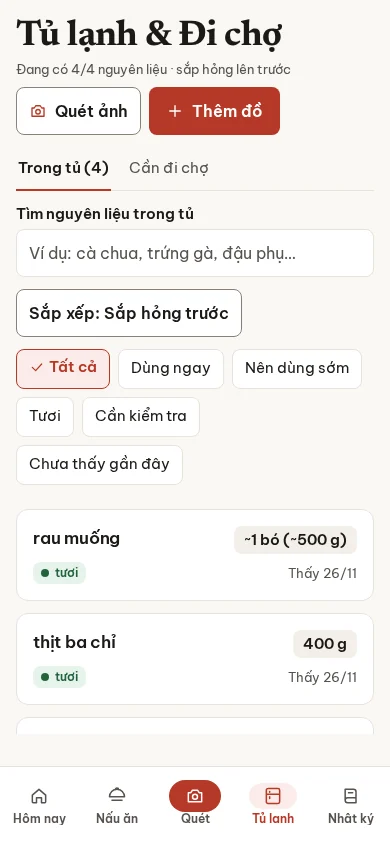 Tủ lạnh & Đi chợ
Đang có 4/4 nguyên liệu · sắp hỏng lên trước
Quét ảnh
Thêm đồ
Trong tủ (4)
Cần đi chợ
Tìm nguyên liệu trong tủ
Ví dụ: cà chua, trứng gà, đậu phụ...
Sắp xếp: Sắp hỏng trước
Tất cả
Dùng ngay
Nên dùng sớm
Tươi
Cần kiểm tra
Chưa thấy gần đây
rau muống
~1 bó (~500 g)
tươi
Thấy 26/11
thịt ba chỉ
400 g
tươi
Thấy 26/11
Hôm nay
Nấu ăn
Quét
Tủ lạnh
Nhật ký